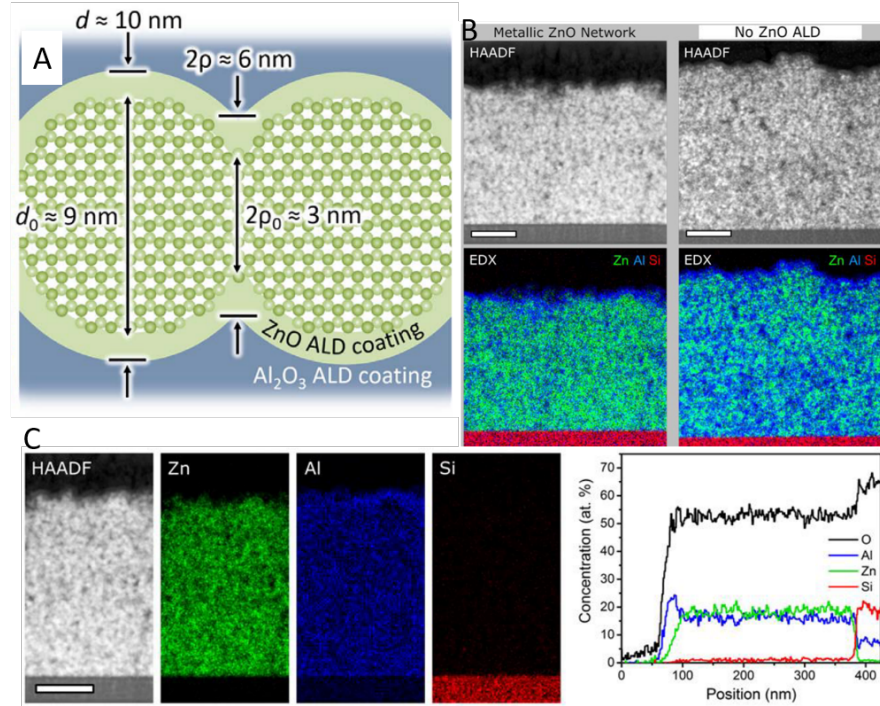 A
d ≈ 10 nm
2ρ ≈ 6 nm
d₀ ≈ 9 nm
2ρ₀ ≈ 3 nm
ZnO ALD coating
Al₂O₃ ALD coating
B
Metallic ZnO Network
No ZnO ALD
HAADF
HAADF
EDX
Zn Al Si
EDX
Zn Al Si
C
HAADF
Zn
Al
Si
Concentration (at. %)
70
60
50
40
30
20
10
0
O
Al
Zn
Si
0 100 200 300 400
Position (nm)